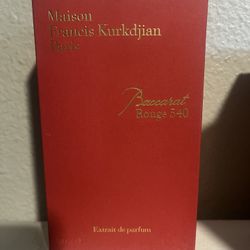 Maison
Francis Kurkdjian
Paris
Baccarat
Rouge 540
Extrait de parfum